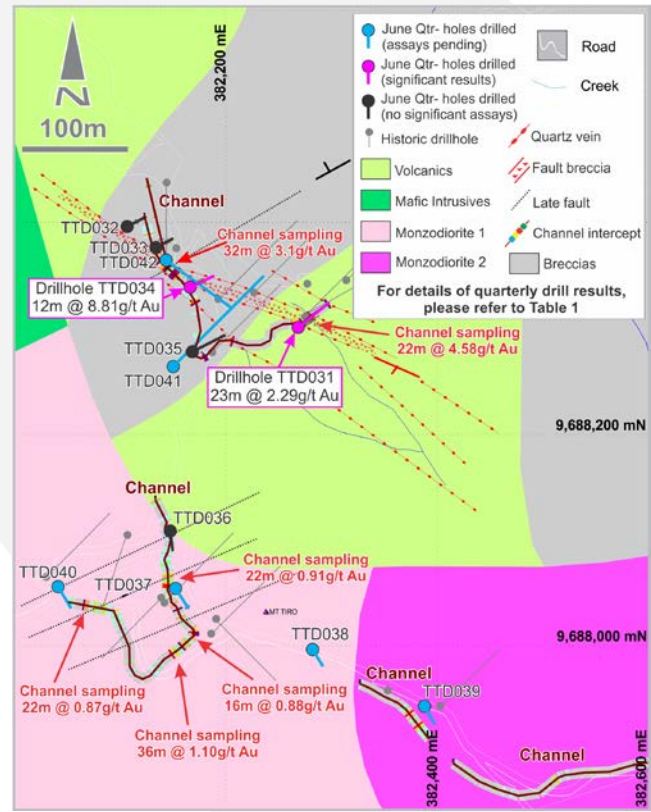 N
100m
382,200 mE
June Qtr- holes drilled
(assays pending)
June Qtr- holes drilled
(significant results)
June Qtr- holes drilled
(no significant assays)
Historic drillhole
Volcanics
Mafic Intrusives
Monzodiorite 1
Monzodiorite 2
Road
Creek
Quartz vein
Fault breccia
Late fault
Channel intercept
Breccias
For details of quarterly drill results,
please refer to Table 1
Channel
TTD032
TTD033
TTD042
Channel sampling
32m @ 3.1g/t Au
Drillhole TTD034
12m @ 8.81g/t Au
Channel sampling
22m @ 4.58g/t Au
TTD035
TTD041
Drillhole TTD031
23m @ 2.29g/t Au
9,688,200 mN
Channel
TTD036
Channel sampling
22m @ 0.91g/t Au
TTD040
TTD037
MT TIRO
TTD038
9,688,000 mN
Channel
TTD039
Channel sampling
22m @ 0.87g/t Au
Channel sampling
16m @ 0.88g/t Au
Channel sampling
36m @ 1.10g/t Au
Channel
382,400 mE
382,600 mE